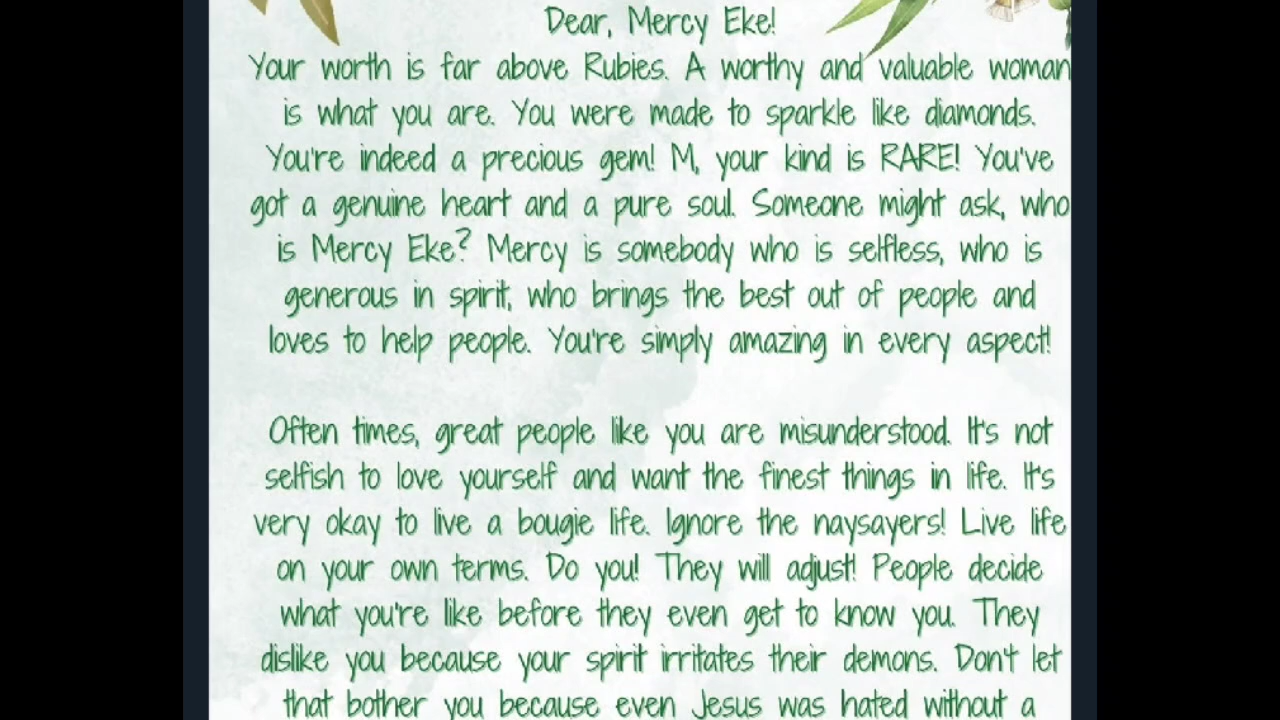 Dear, Mercy Eke!
Your worth is far above Rubies. A worthy and valuable woman
is what you are. You were made to sparkle like diamonds.
You're indeed a precious gem! M, your kind is RARE! You've
got a genuine heart and a pure soul. Someone might ask, who
is Mercy Eke? Mercy is somebody who is selfless, who is
generous in spirit, who brings the best out of people and
loves to help people. You're simply amazing in every aspect!
Often times, great people like you are misunderstood. It's not
selfish to love yourself and want the finest things in life. It's
very okay to live a bougie life. Ignore the naysayers! Live life
on your own terms. Do you! They will adjust! People decide
what you're like before they even get to know you. They
dislike you because your spirit irritates their demons. Don't let
that bother you because even Jesus was hated without a